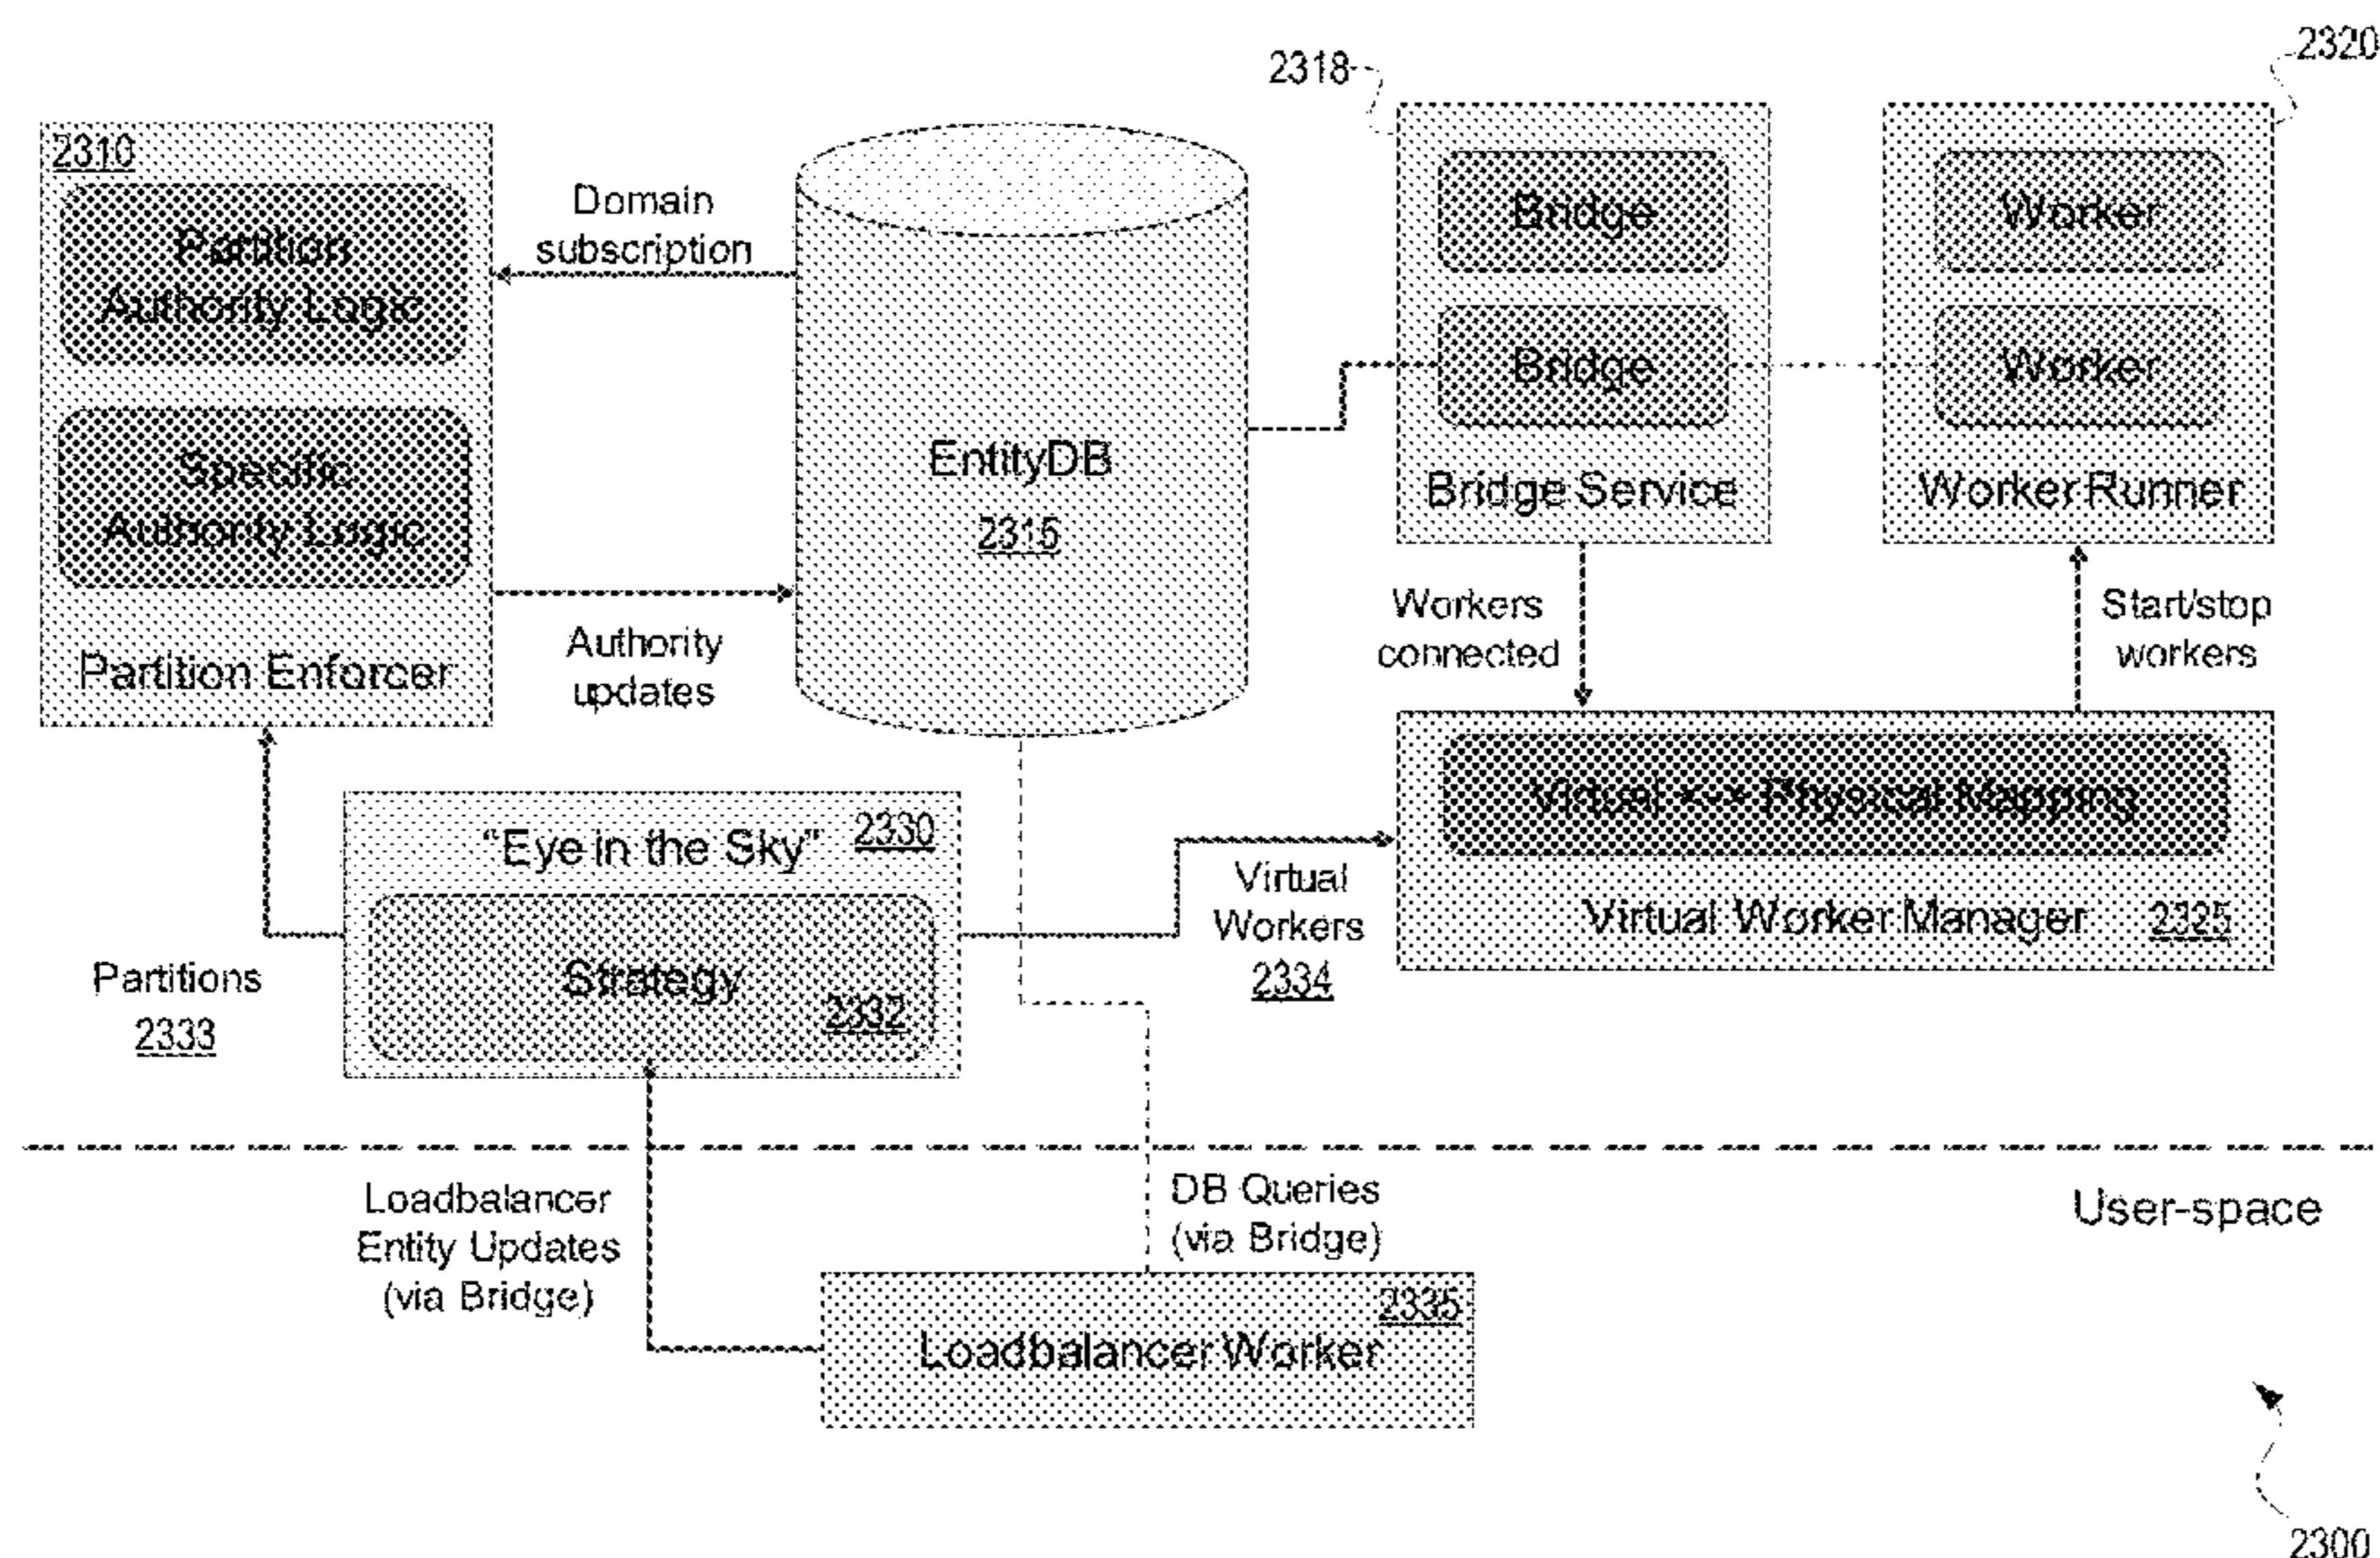 2318
2320
2310
Partition
Authority Logic
Specific
Authority Logic
Partition Enforcer
Domain
subscription
Authority
updates
EntityDB
2315
Bridge
Bridge
Bridge Service
Worker
Worker
Worker Runner
Workers
connected
Start/stop
workers
Virtual <-> Physical Mapping
Virtual Worker Manager 2325
"Eye in the Sky" 2330
Strategy
2332
Partitions
2333
Virtual
Workers
2334
Loadbalancer
Entity Updates
(via Bridge)
DB Queries
(via Bridge)
User-space
2335
Loadbalancer Worker
2300